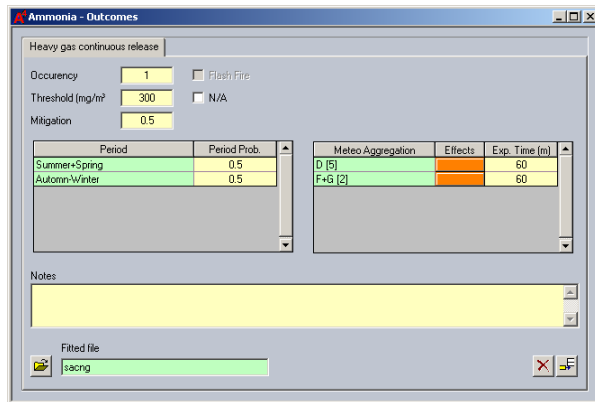 Ammonia - Outcomes
Heavy gas continuous release
Occurency 1 Flash Fire
Threshold (mg/m³ 300 N/A
Mitigation 0.5
Period Period Prob.
Summer+Spring 0.5
Automn-Winter 0.5
Meteo Aggregation Effects Exp. Time (m)
D [5] 60
F+G [2] 60
Notes
Fitted file
sacng